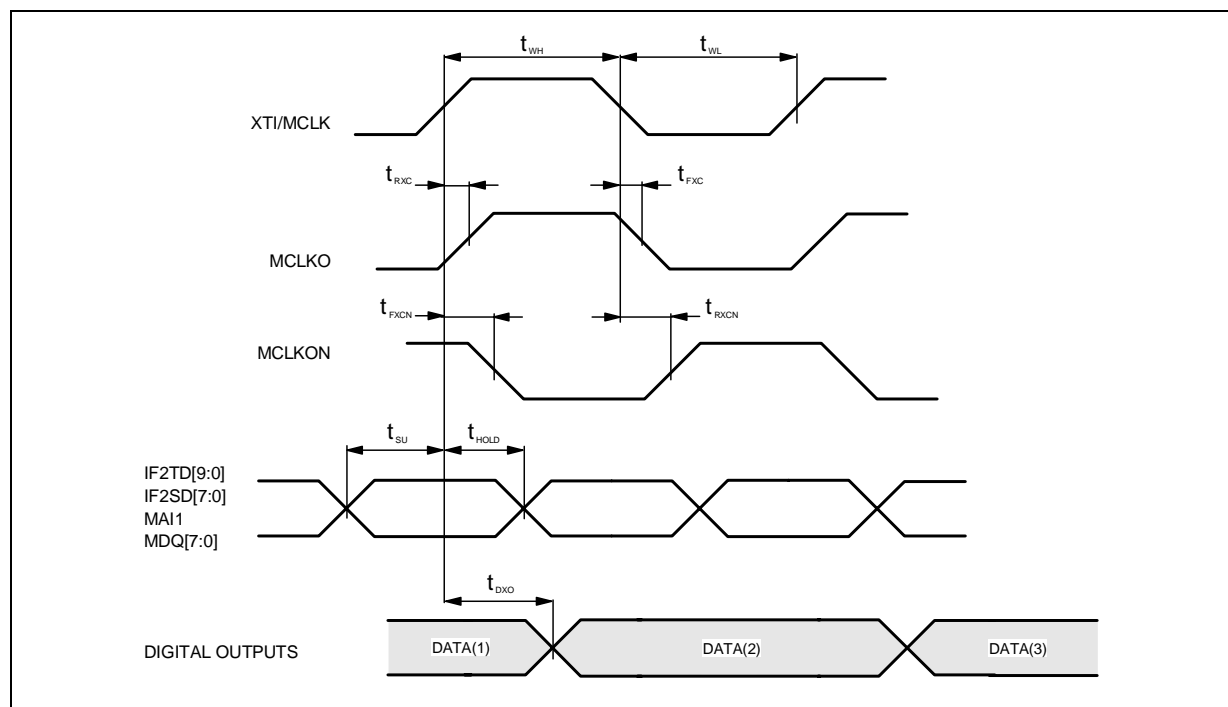 tWH tWL
XTI/MCLK
tRXC tFXC
MCLKO
tFXCN tRXCN
MCLKON
tSU tHOLD
IF2TD[9:0]
IF2SD[7:0]
MAI1
MDQ[7:0]
tDXO
DIGITAL OUTPUTS DATA(1) DATA(2) DATA(3)